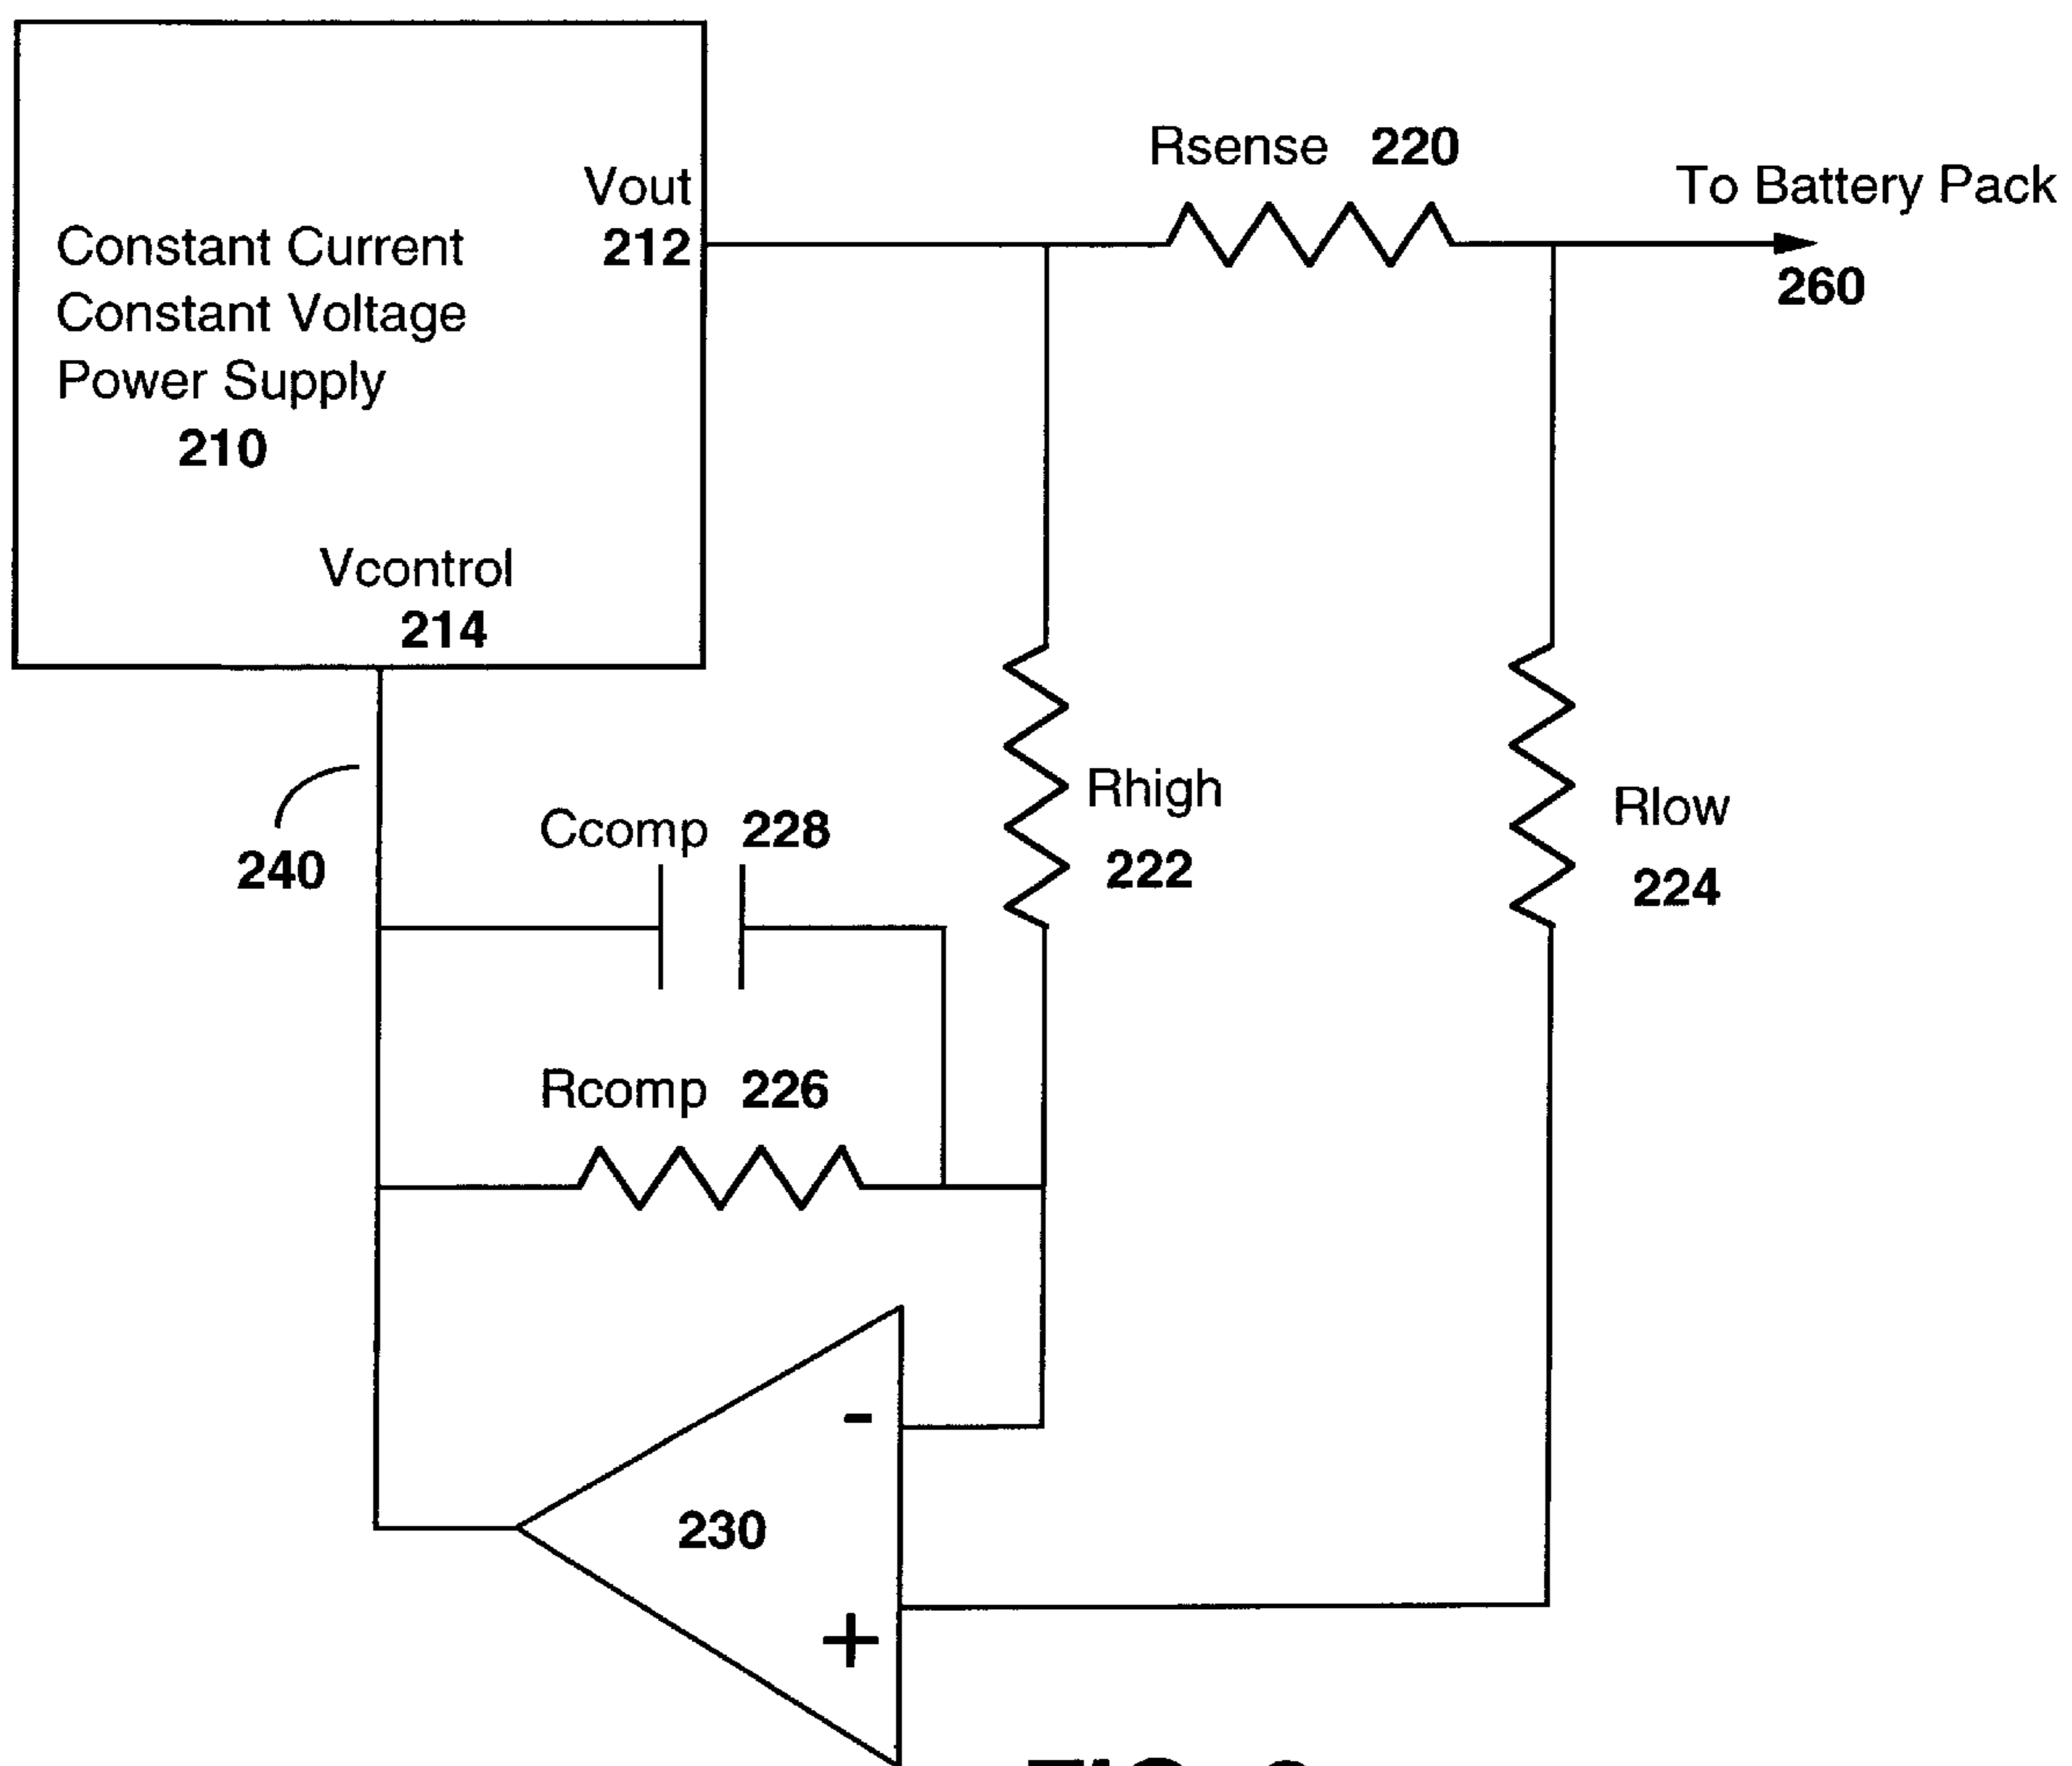 Rsense 220
To Battery Pack
260
Vout
212
Constant Current
Constant Voltage
Power Supply
210
Vcontrol
214
240
Ccomp 228
Rhigh
222
Rlow
224
Rcomp 226
-
230
+